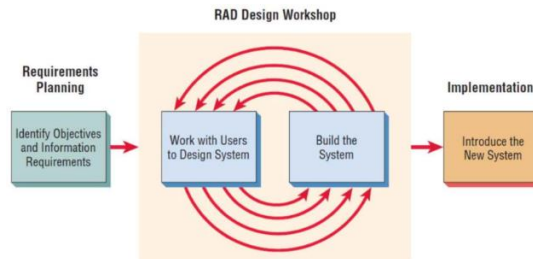 RAD Design Workshop
Requirements
Planning
Identify Objectives
and Information
Requirements
Work with Users
to Design System
Build the
System
Implementation
Introduce the
New System